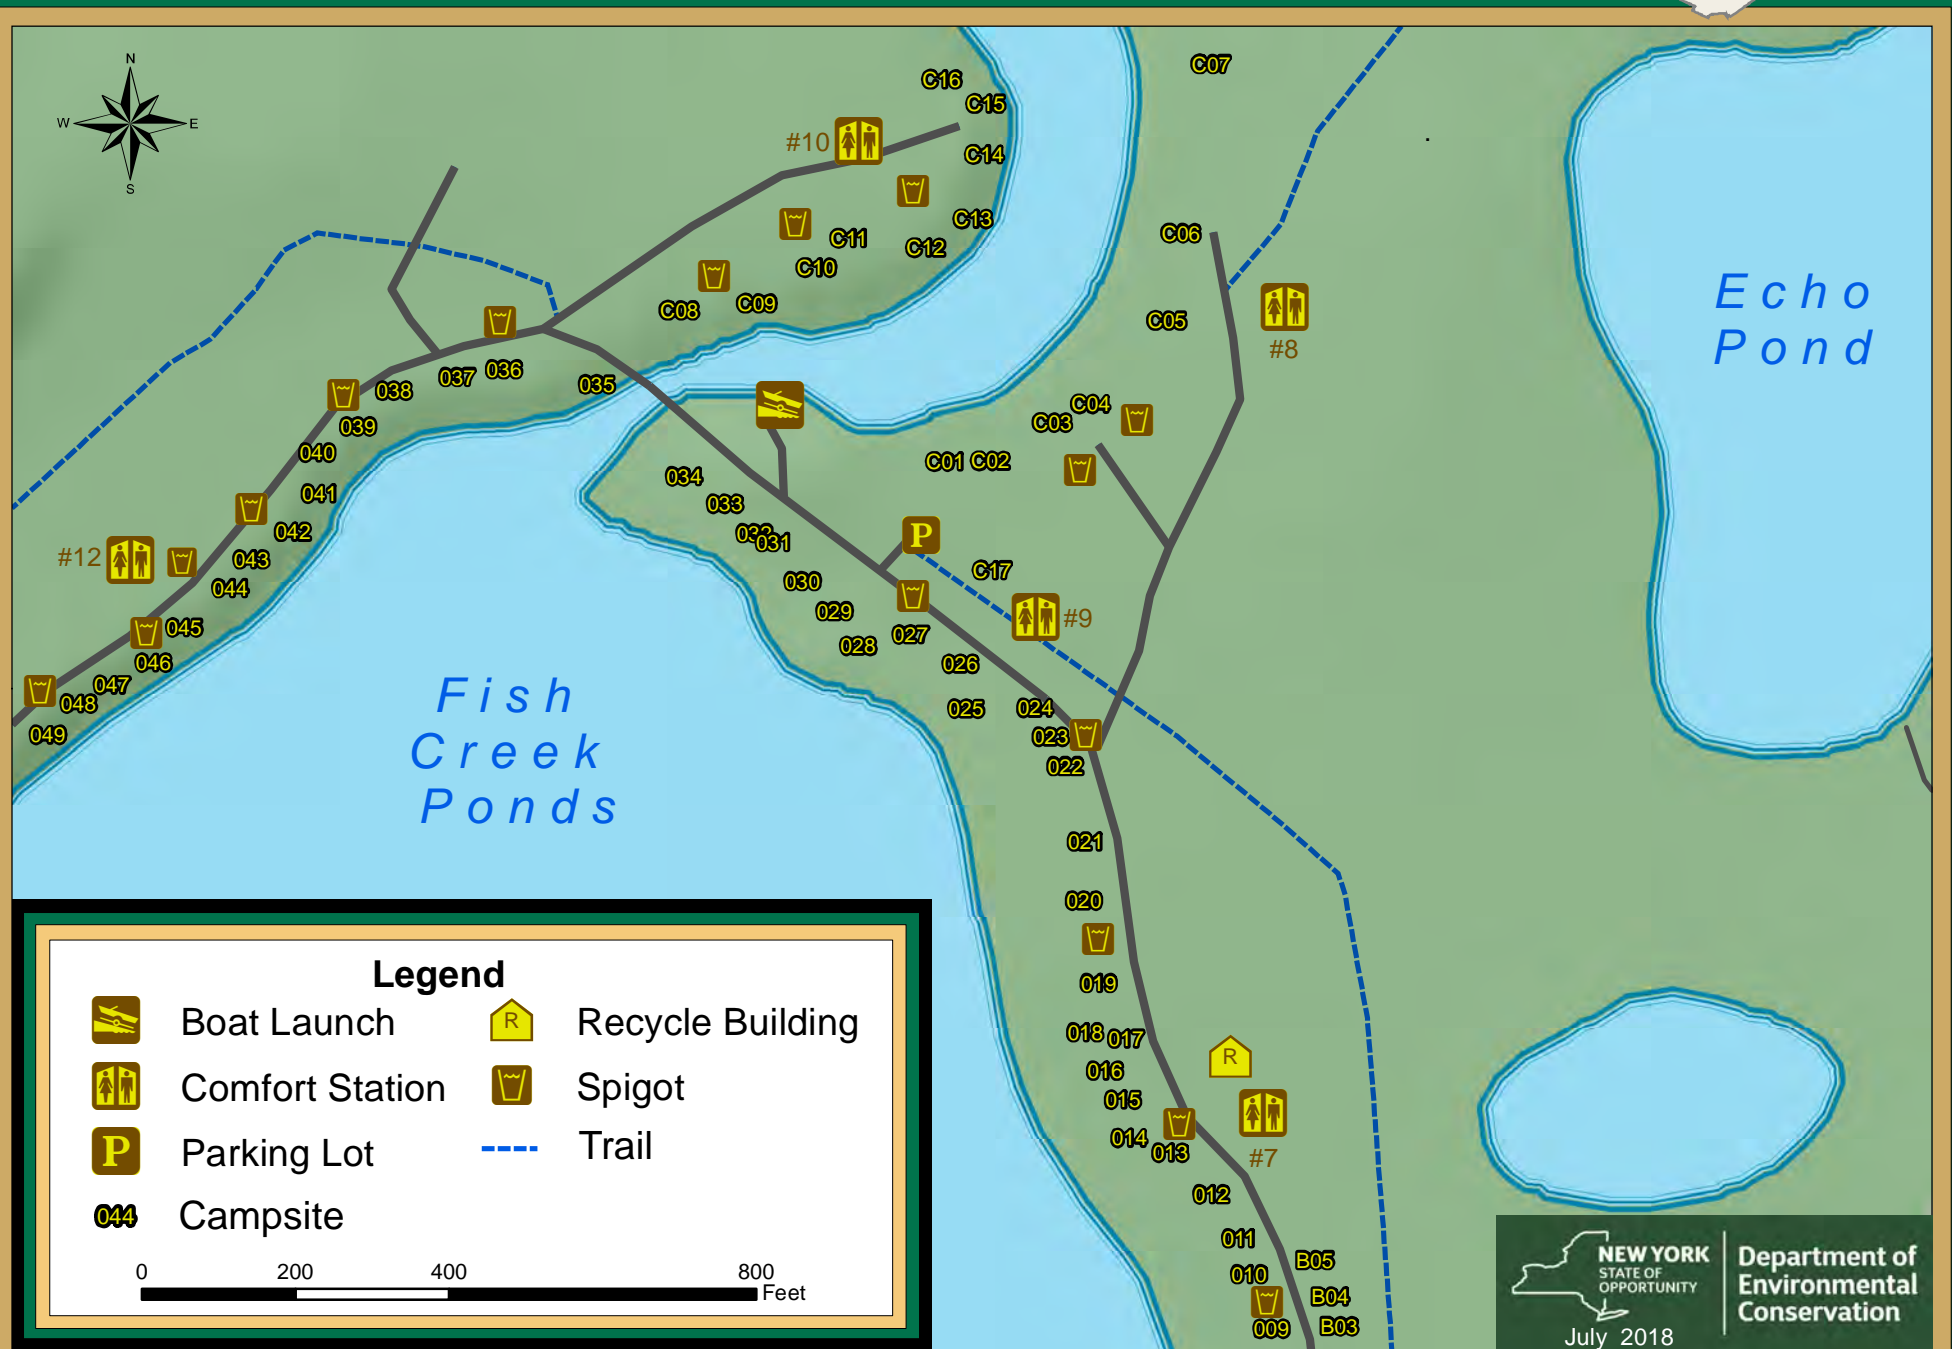 N
W E
S
C16
C15
C14
C13
C12
C11
C10
C09
C08
#10
C07
C06
C05
#8
C04
C03
C01 C02
C17
#9
Echo
Pond
035
036
037
038
039
040
041
042
043
044
#12
045
046
047
048
049
034
033
032
031
030
029
028
027
026
025
024
023
022
021
020
019
018
017
016
015
014
013
012
011
010
009
P
R
#7
B05
B04
B03
Fish
Creek
Ponds
Legend
Boat Launch
R Recycle Building
Comfort Station
Spigot
P Parking Lot
Trail
044 Campsite
0 200 400 800
Feet
NEW YORK
STATE OF
OPPORTUNITY
Department of
Environmental
Conservation
July 2018